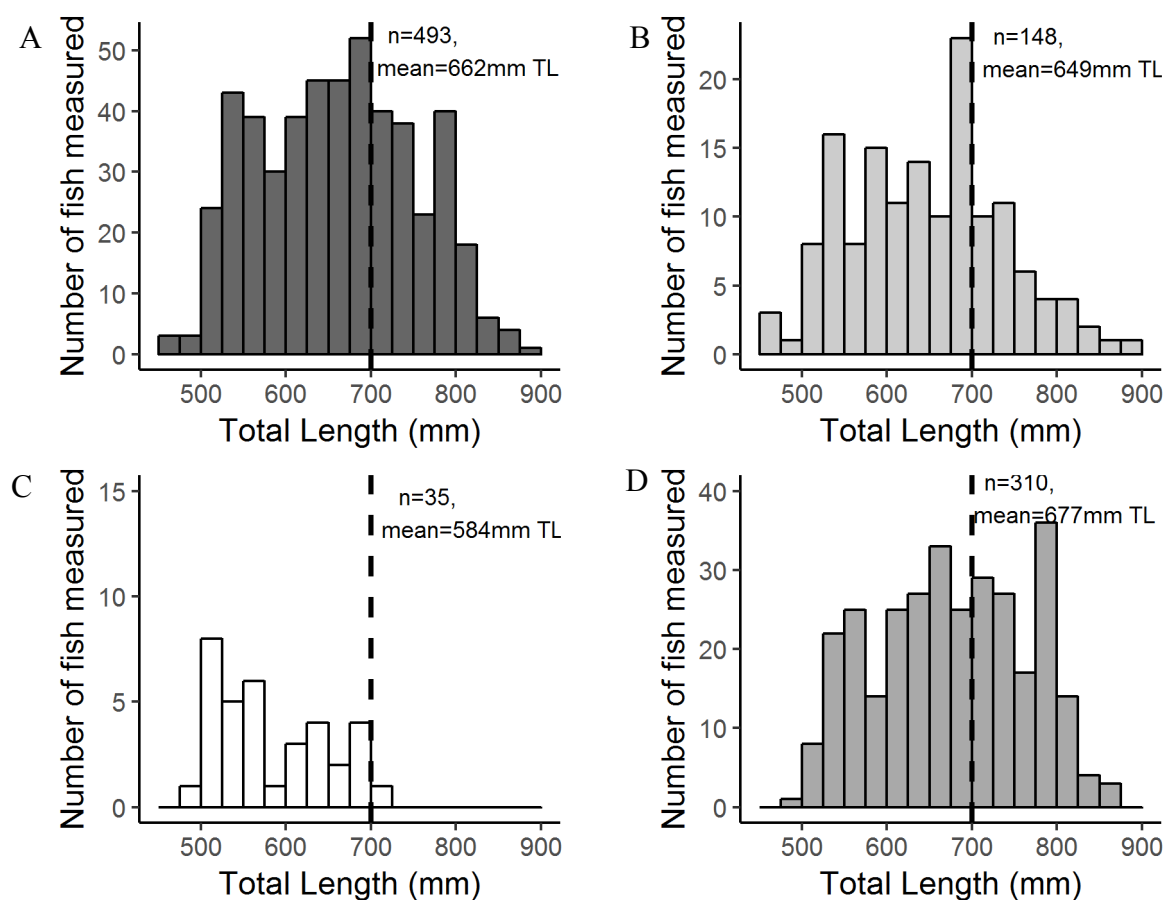 A
n=493,
mean=662mm TL
Number of fish measured
50
40
30
20
10
0
500 600 700 800 900
Total Length (mm)
B
n=148,
mean=649mm TL
Number of fish measured
20
15
10
5
0
500 600 700 800 900
Total Length (mm)
C
n=35,
mean=584mm TL
Number of fish measured
15
10
5
0
500 600 700 800 900
Total Length (mm)
D
n=310,
mean=677mm TL
Number of fish measured
40
30
20
10
0
500 600 700 800 900
Total Length (mm)